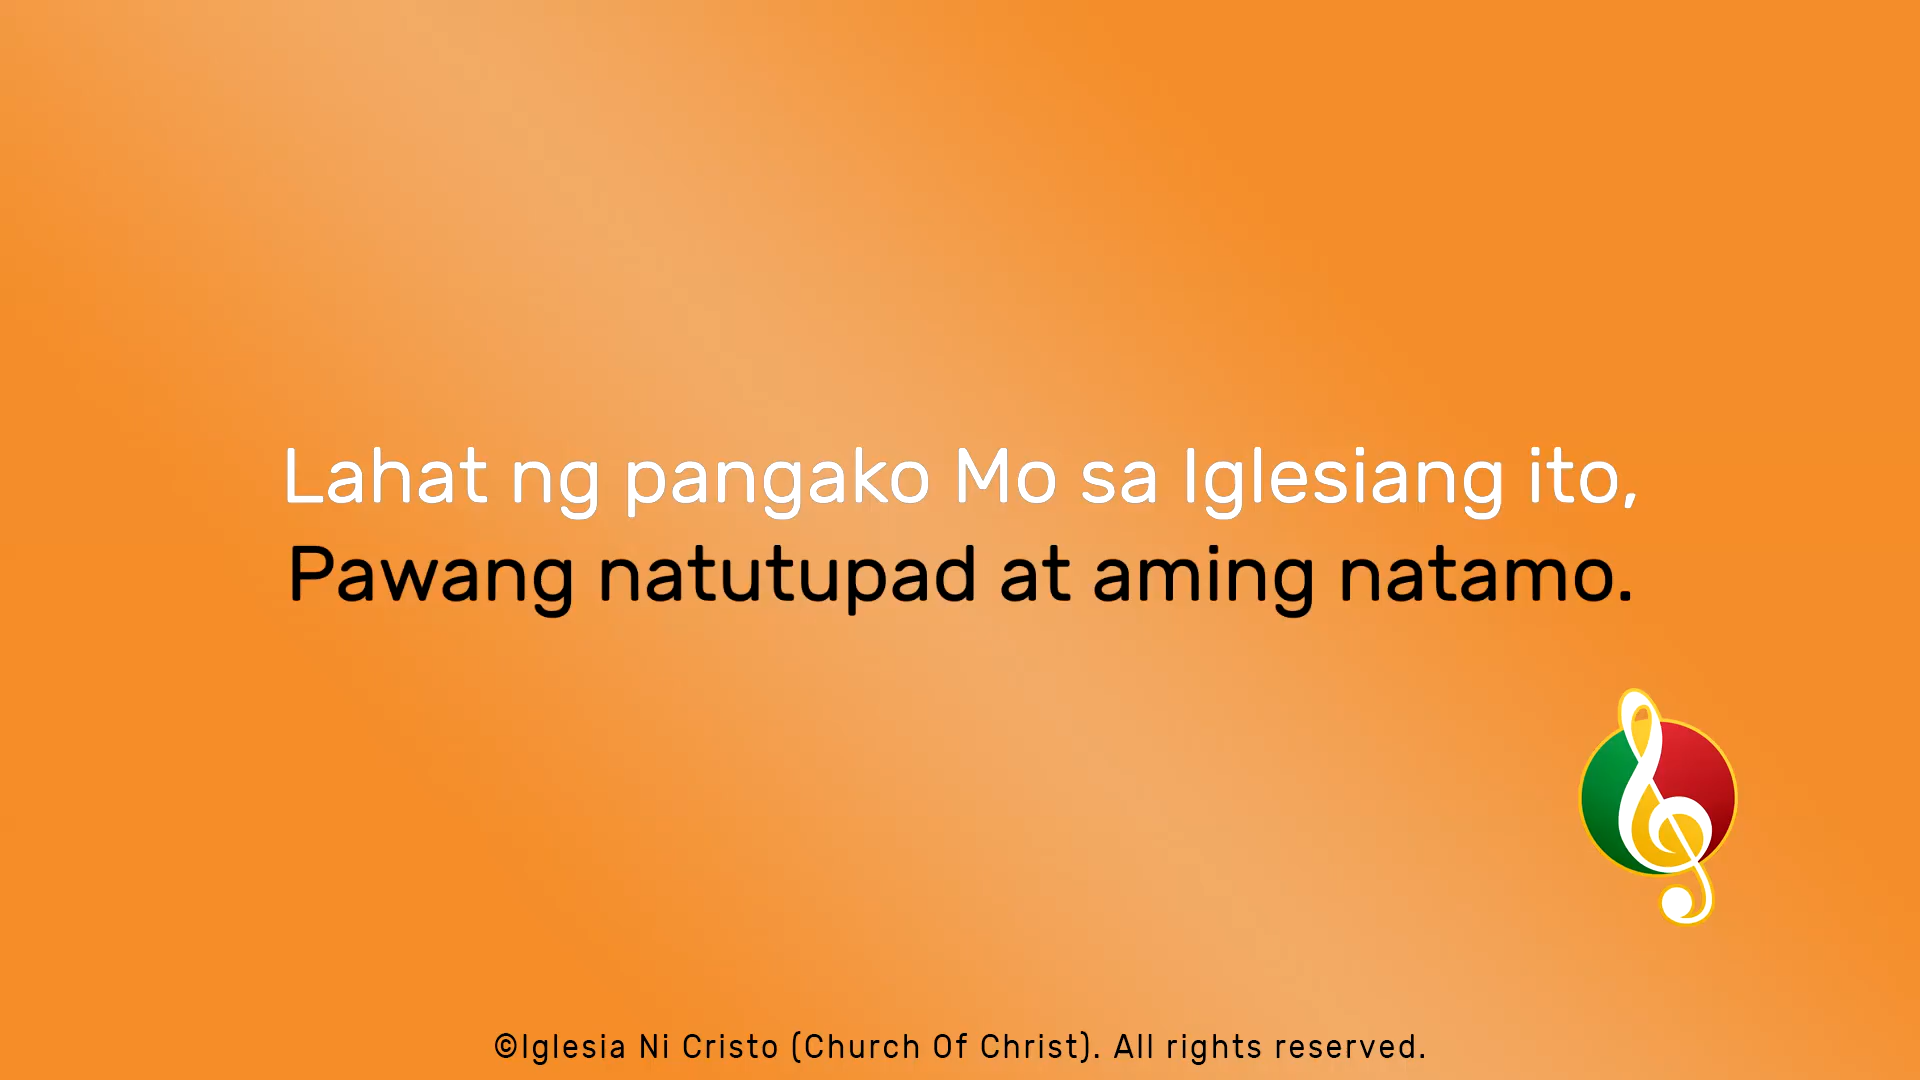 Lahat ng pangako Mo sa Iglesiang ito,
Pawang natutupad at aming natamo.
©Iglesia Ni Cristo (Church Of Christ). All rights reserved.